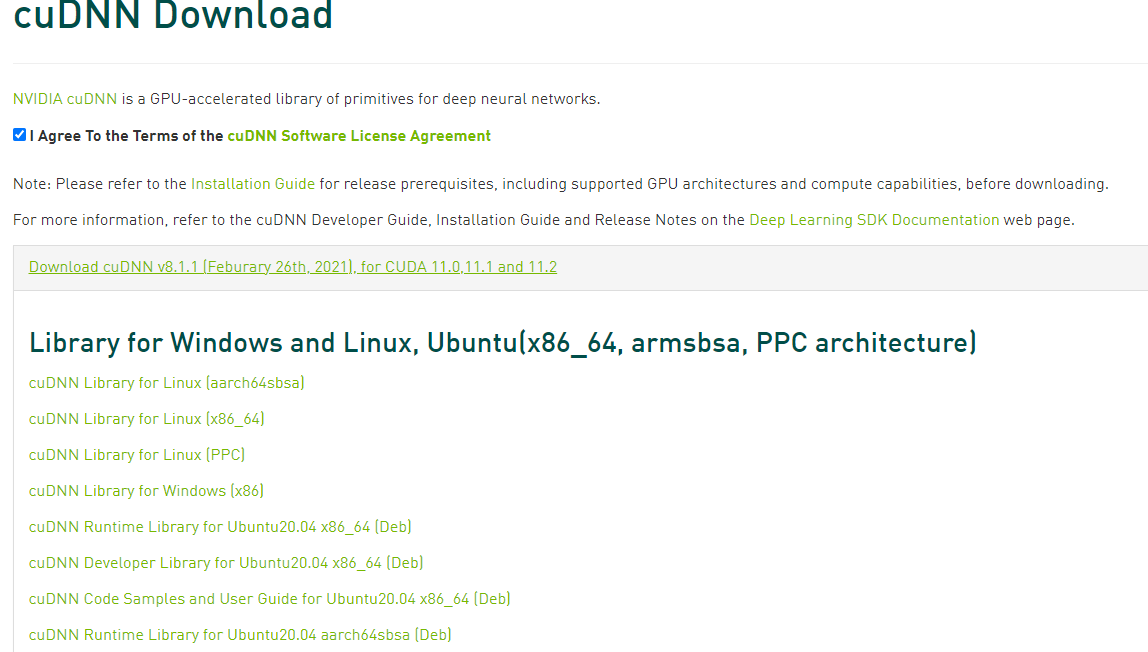 cuDNN Download
NVIDIA cuDNN is a GPU-accelerated library of primitives for deep neural networks.
I Agree To the Terms of the cuDNN Software License Agreement
Note: Please refer to the Installation Guide for release prerequisites, including supported GPU architectures and compute capabilities, before downloading.
For more information, refer to the cuDNN Developer Guide, Installation Guide and Release Notes on the Deep Learning SDK Documentation web page.
Download cuDNN v8.1.1 (Feburary 26th, 2021), for CUDA 11.0,11.1 and 11.2
Library for Windows and Linux, Ubuntu(x86_64, armsbsa, PPC architecture)
cuDNN Library for Linux (aarch64sbsa)
cuDNN Library for Linux (x86_64)
cuDNN Library for Linux (PPC)
cuDNN Library for Windows (x86)
cuDNN Runtime Library for Ubuntu20.04 x86_64 (Deb)
cuDNN Developer Library for Ubuntu20.04 x86_64 (Deb)
cuDNN Code Samples and User Guide for Ubuntu20.04 x86_64 (Deb)
cuDNN Runtime Library for Ubuntu20.04 aarch64sbsa (Deb)